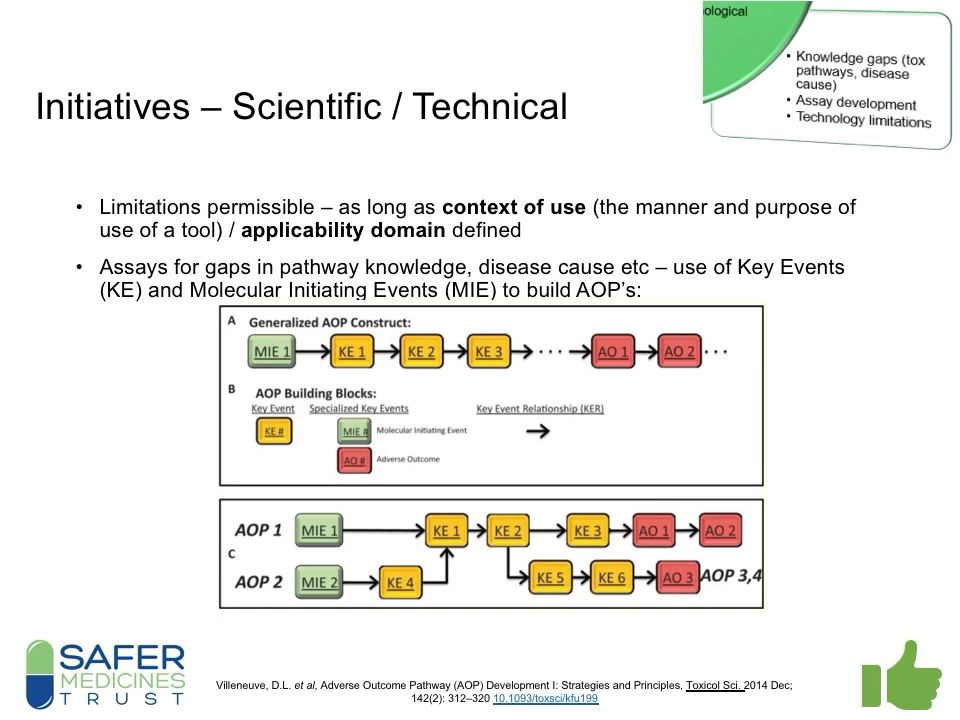 ological
• Knowledge gaps (tox
pathways, disease
cause)
• Assay development
• Technology limitations
Initiatives – Scientific / Technical
• Limitations permissible – as long as context of use (the manner and purpose of
use of a tool) / applicability domain defined
• Assays for gaps in pathway knowledge, disease cause etc – use of Key Events
(KE) and Molecular Initiating Events (MIE) to build AOP’s:
A Generalized AOP Construct:
MIE 1 KE 1 KE 2 KE 3 · · · AO 1 AO 2 · · ·
B AOP Building Blocks:
Key Event Specialized Key Events Key Event Relationship (KER)
KE # MIE # Molecular Initiating Event
AO # Adverse Outcome
AOP 1 MIE 1 KE 1 KE 2 KE 3 AO 1 AO 2
C
AOP 2 MIE 2 KE 4 KE 5 KE 6 AO 3 AOP 3,4
SAFER
MEDICINES
TRUST
Villeneuve, D.L. et al, Adverse Outcome Pathway (AOP) Development I: Strategies and Principles, Toxicol Sci. 2014 Dec;
142(2): 312–320 10.1093/toxsci/kfu199